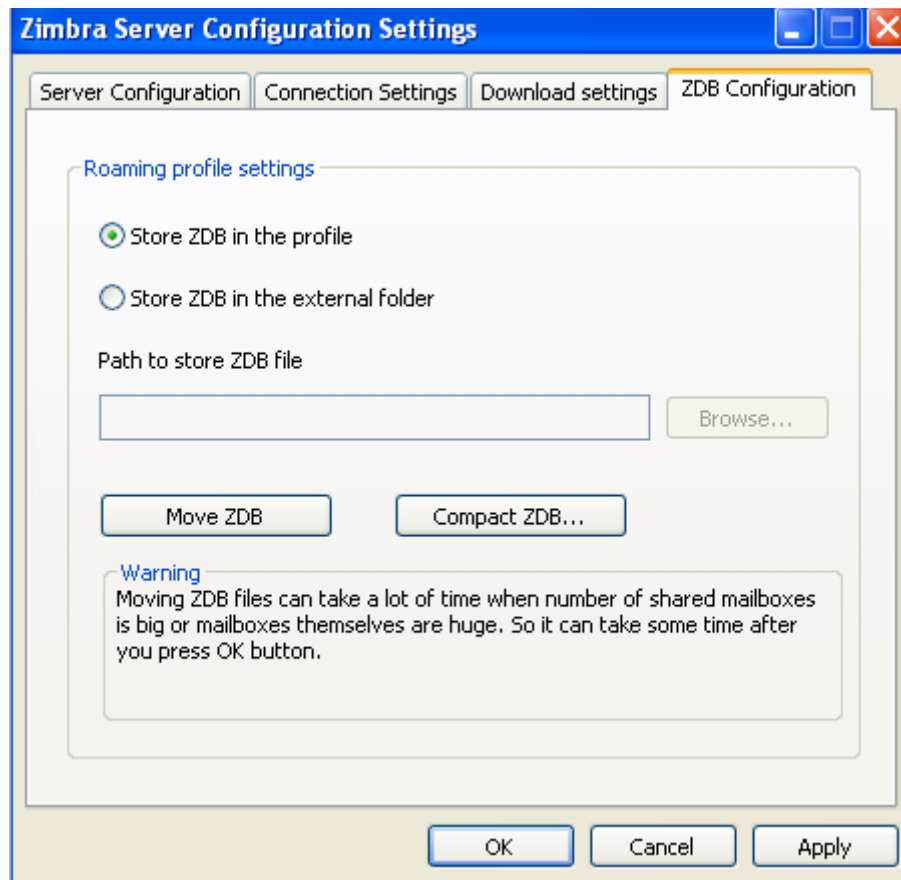 Zimbra Server Configuration Settings
Server Configuration
Connection Settings
Download settings
ZDB Configuration
Roaming profile settings
Store ZDB in the profile
Store ZDB in the external folder
Path to store ZDB file
Browse...
Move ZDB
Compact ZDB...
Warning
Moving ZDB files can take a lot of time when number of shared mailboxes
is big or mailboxes themselves are huge. So it can take some time after
you press OK button.
OK
Cancel
Apply